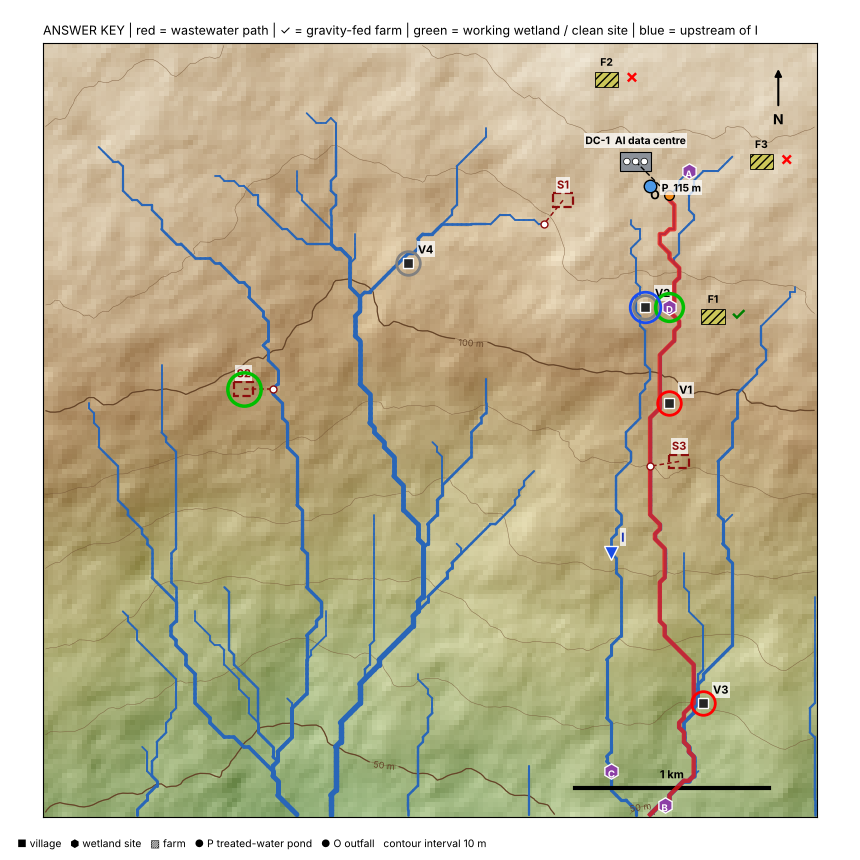 ANSWER KEY | red = wastewater path | ✓ = gravity-fed farm | green = working wetland / clean site | blue = upstream of I
F2
N
DC-1 AI data centre
F3
A
P 115 m
O
S1
V4
V2
D
F1
100 m
S2
V1
S3
I
V3
C
1 km
50 m
B
village wetland site farm P treated-water pond O outfall contour interval 10 m